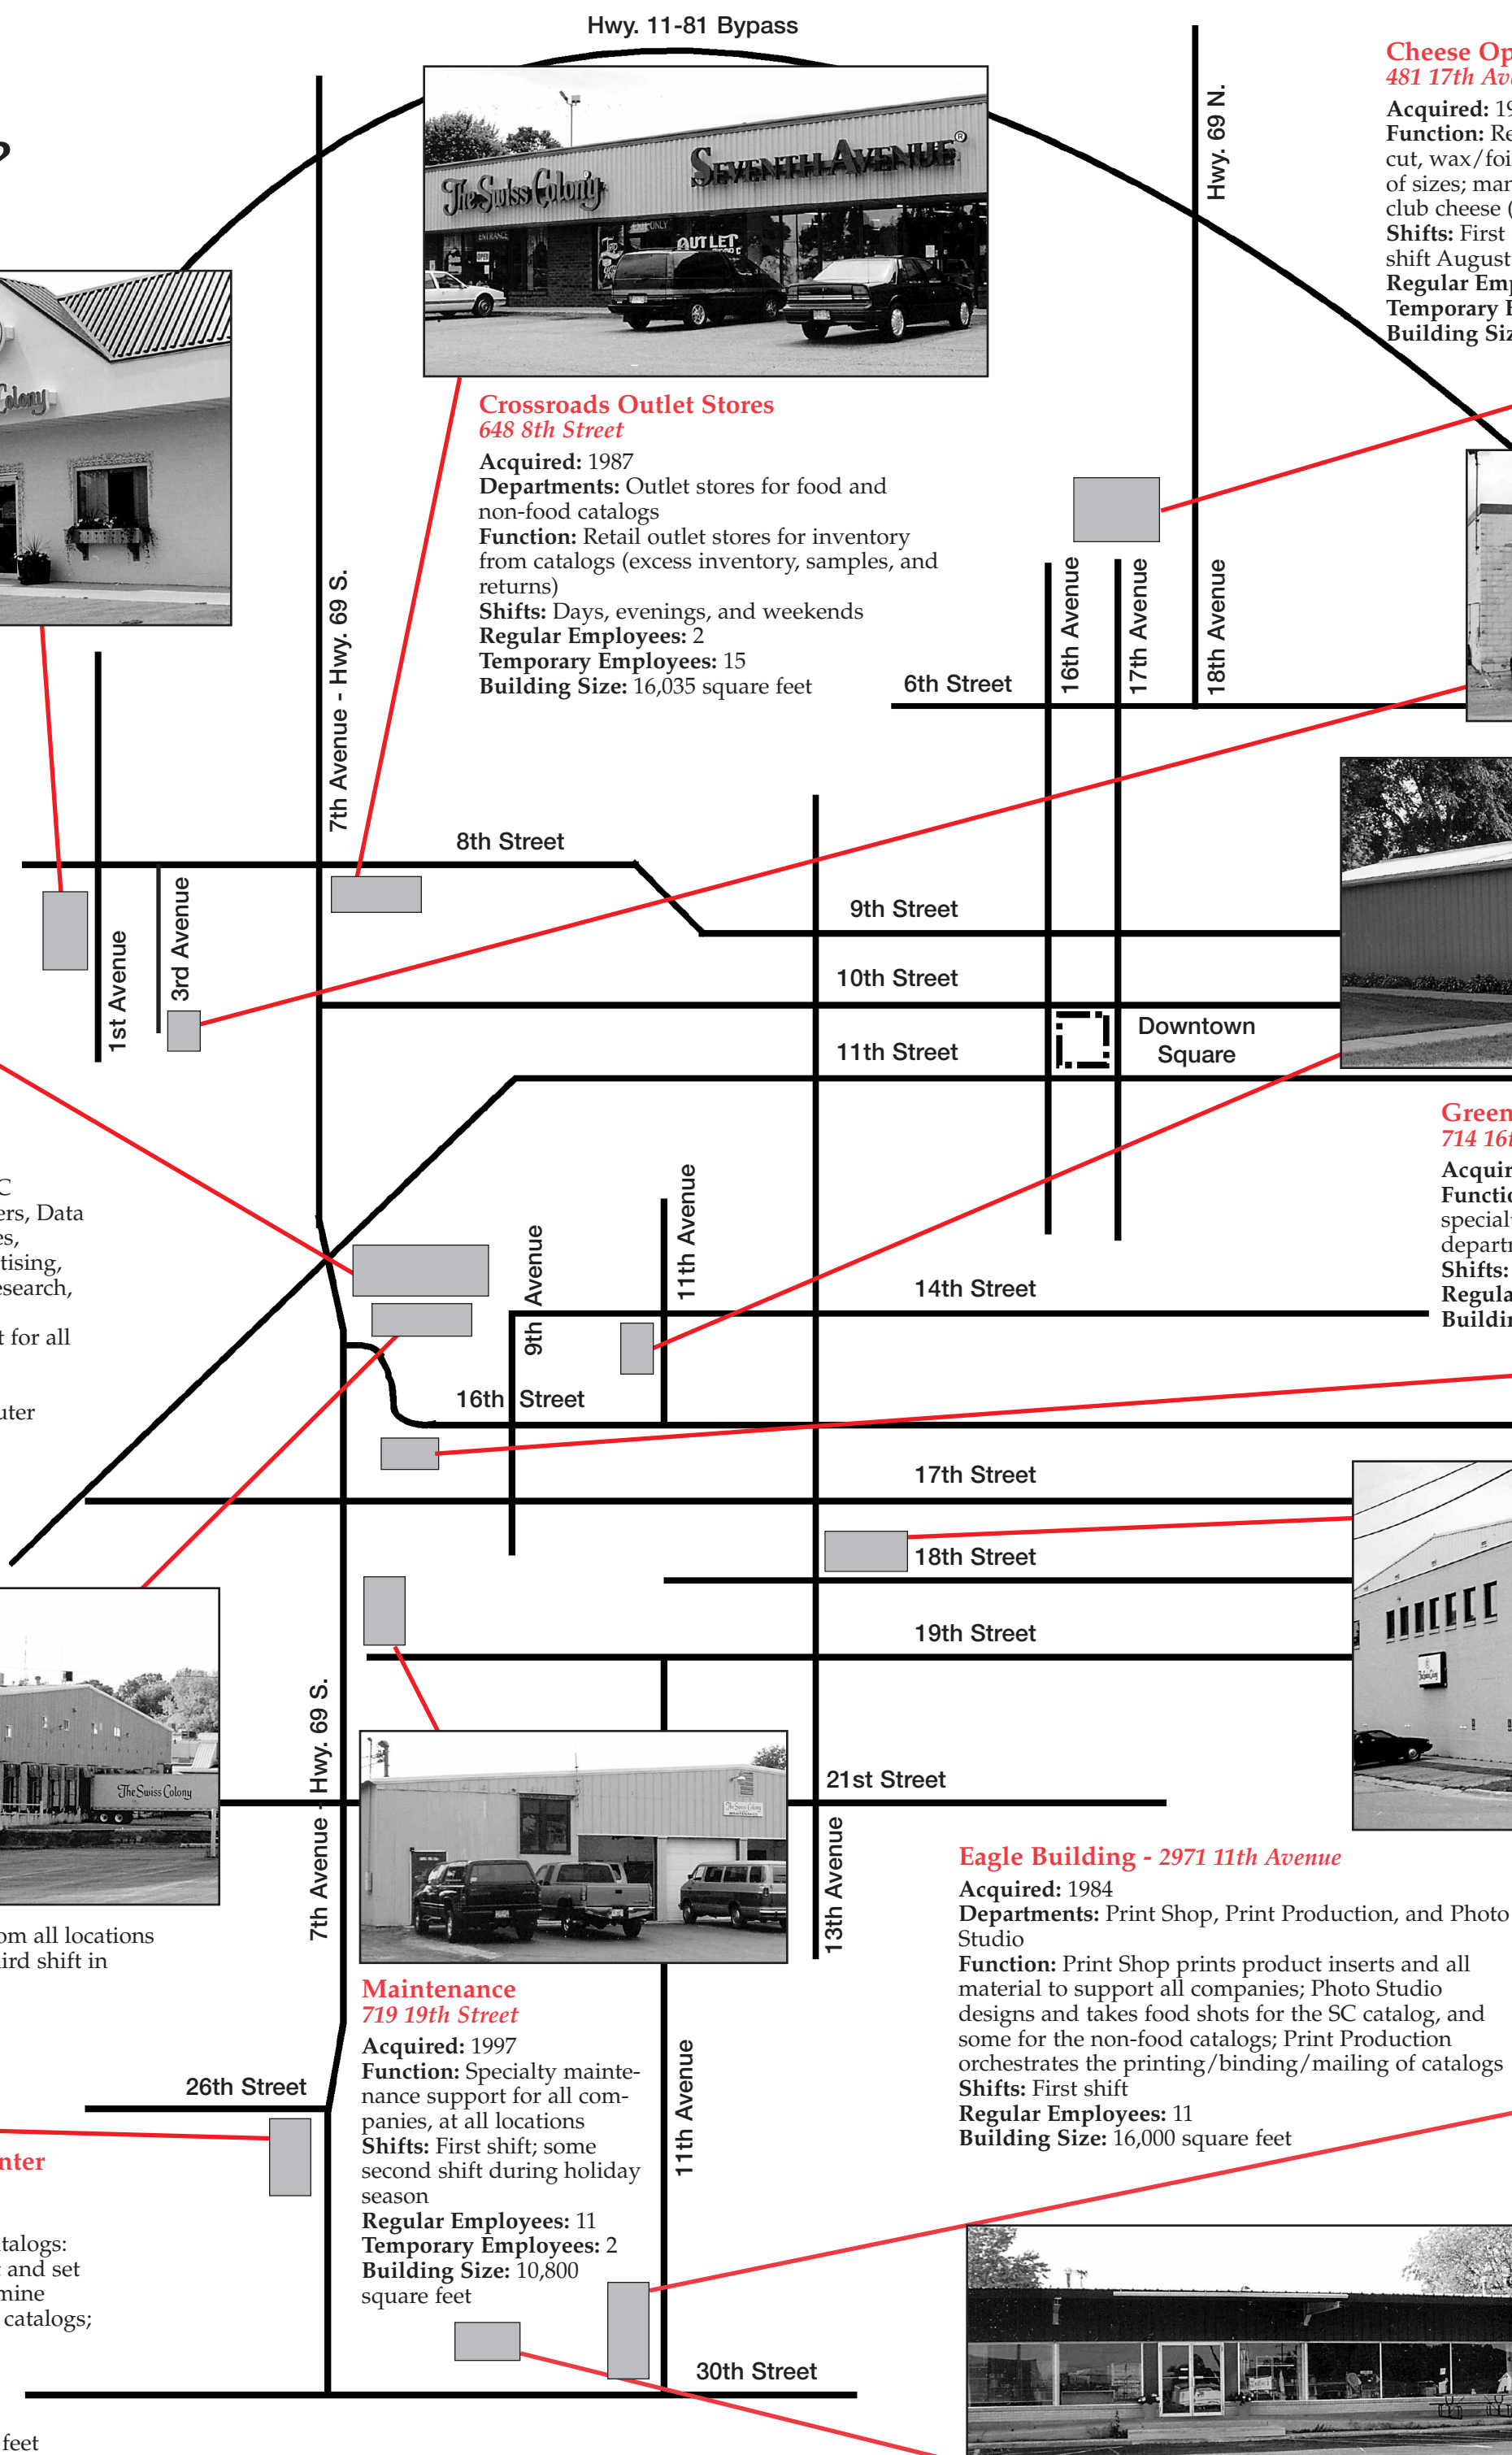 Hwy. 11-81 Bypass
?
Hwy. 69 N.
Cheese Op
481 17th Av
Acquired: 19
Function: Re
cut, wax/foi
of sizes; mar
club cheese (
Shifts: First
shift August
Regular Emp
Temporary
Building Siz
The Swiss Colony
SEVENTH AVENUE®
ENTRANCE
OPEN
EXIT ONLY
OUTLET
Colony
Crossroads Outlet Stores
648 8th Street
Acquired: 1987
Departments: Outlet stores for food and
non-food catalogs
Function: Retail outlet stores for inventory
from catalogs (excess inventory, samples, and
returns)
Shifts: Days, evenings, and weekends
Regular Employees: 2
Temporary Employees: 15
Building Size: 16,035 square feet
7th Avenue - Hwy. 69 S.
16th Avenue
17th Avenue
18th Avenue
6th Street
8th Street
9th Street
1st Avenue
3rd Avenue
10th Street
11th Street
Downtown
Square
Green
714 16t
Acquir
Functio
special
departm
Shifts:
Regula
Buildin
C
ers, Data
es,
tising,
esearch,
t for all
uter
9th Avenue
11th Avenue
14th Street
16th Street
17th Street
18th Street
19th Street
The Swiss Colony
7th Avenue - Hwy. 69 S.
21st Street
13th Avenue
om all locations
ird shift in
Eagle Building - 2971 11th Avenue
Acquired: 1984
Departments: Print Shop, Print Production, and Photo
Studio
Function: Print Shop prints product inserts and all
material to support all companies; Photo Studio
designs and takes food shots for the SC catalog, and
some for the non-food catalogs; Print Production
orchestrates the printing/binding/mailing of catalogs
Shifts: First shift
Regular Employees: 11
Building Size: 16,000 square feet
Maintenance
719 19th Street
Acquired: 1997
Function: Specialty mainte-
nance support for all com-
panies, at all locations
Shifts: First shift; some
second shift during holiday
season
Regular Employees: 11
Temporary Employees: 2
Building Size: 10,800
square feet
11th Avenue
26th Street
nter
atalogs:
t and set
mine
catalogs;
feet
30th Street